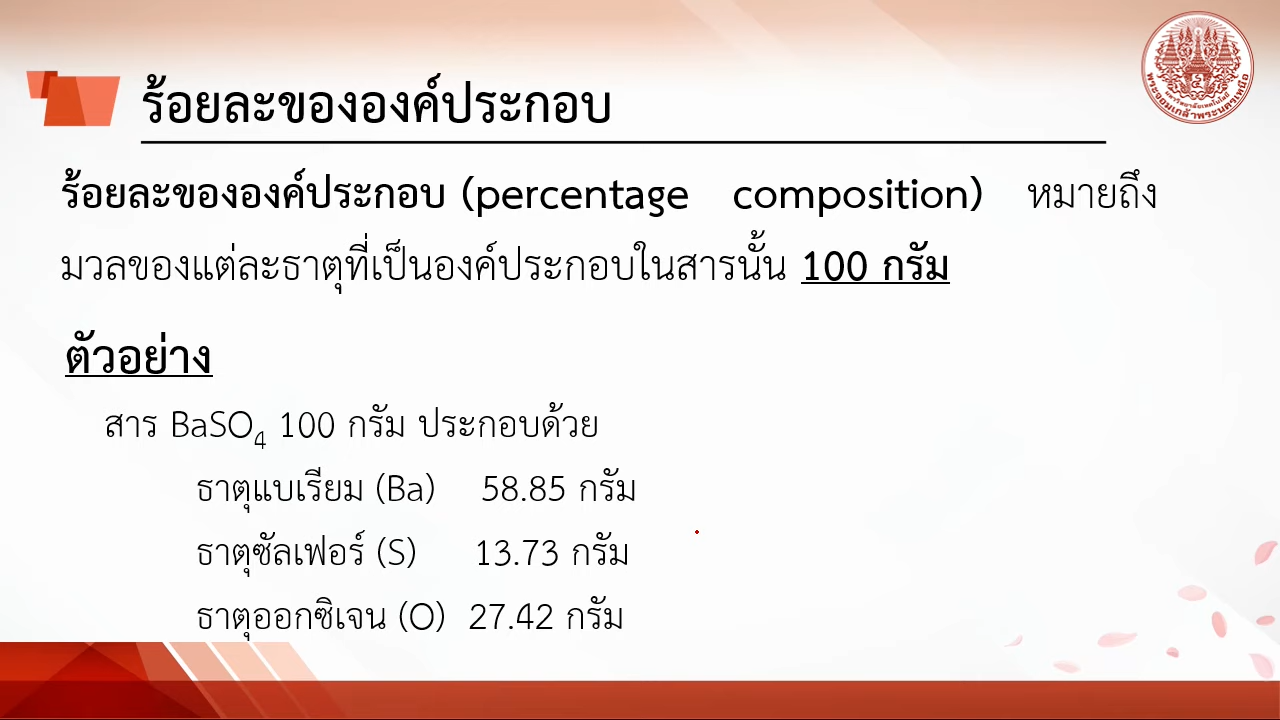 ร้อยละขององค์ประกอบ
ร้อยละขององค์ประกอบ (percentage composition) หมายถึง
มวลของแต่ละธาตุที่เป็นองค์ประกอบในสารนั้น 100 กรัม
ตัวอย่าง
สาร BaSO₄ 100 กรัม ประกอบด้วย
ธาตุแบเรียม (Ba) 58.85 กรัม
ธาตุซัลเฟอร์ (S) 13.73 กรัม
ธาตุออกซิเจน (O) 27.42 กรัม